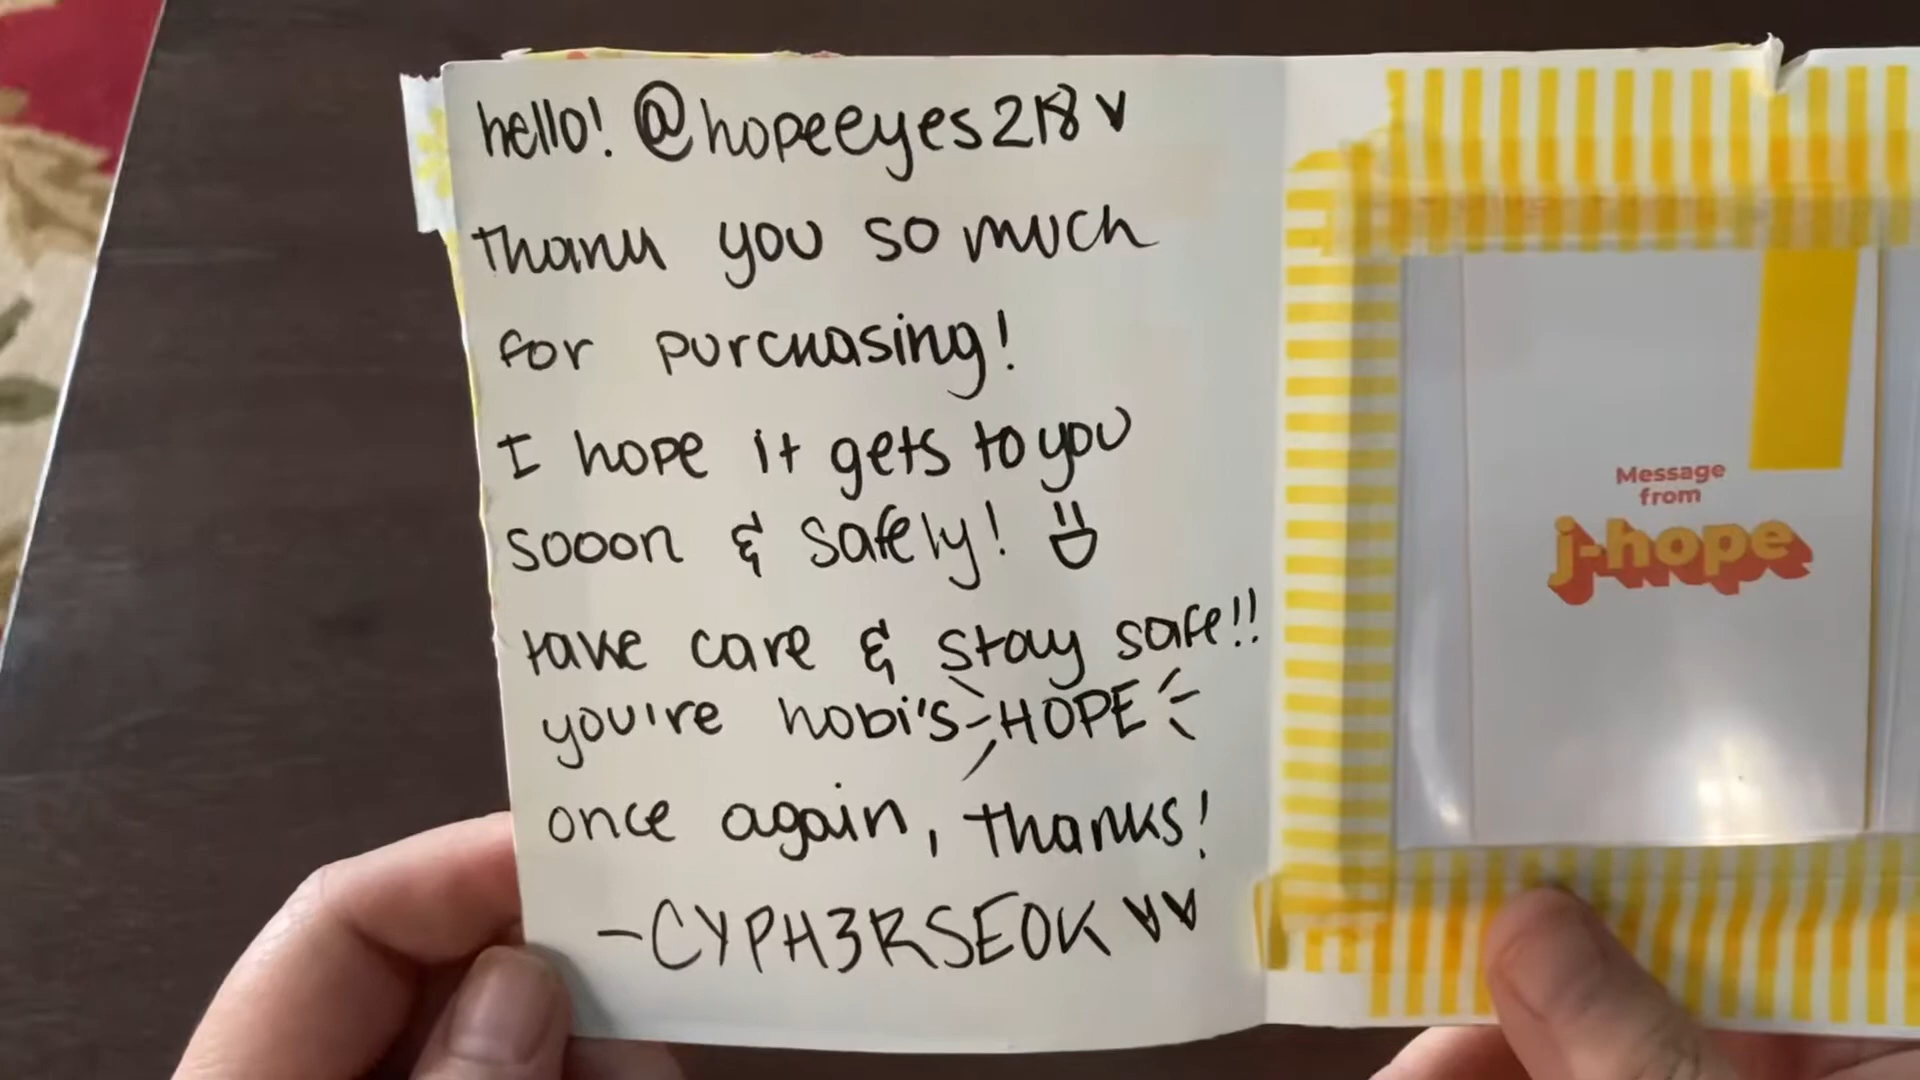 hello! @hopeeyes218
thank you so much
for purchasing!
I hope it gets to you
sooon & safely!
take care & stay safe!!
you're hobi's HOPE
once again, thanks!
-CYPH3RSEOK
Message
from
j-hope